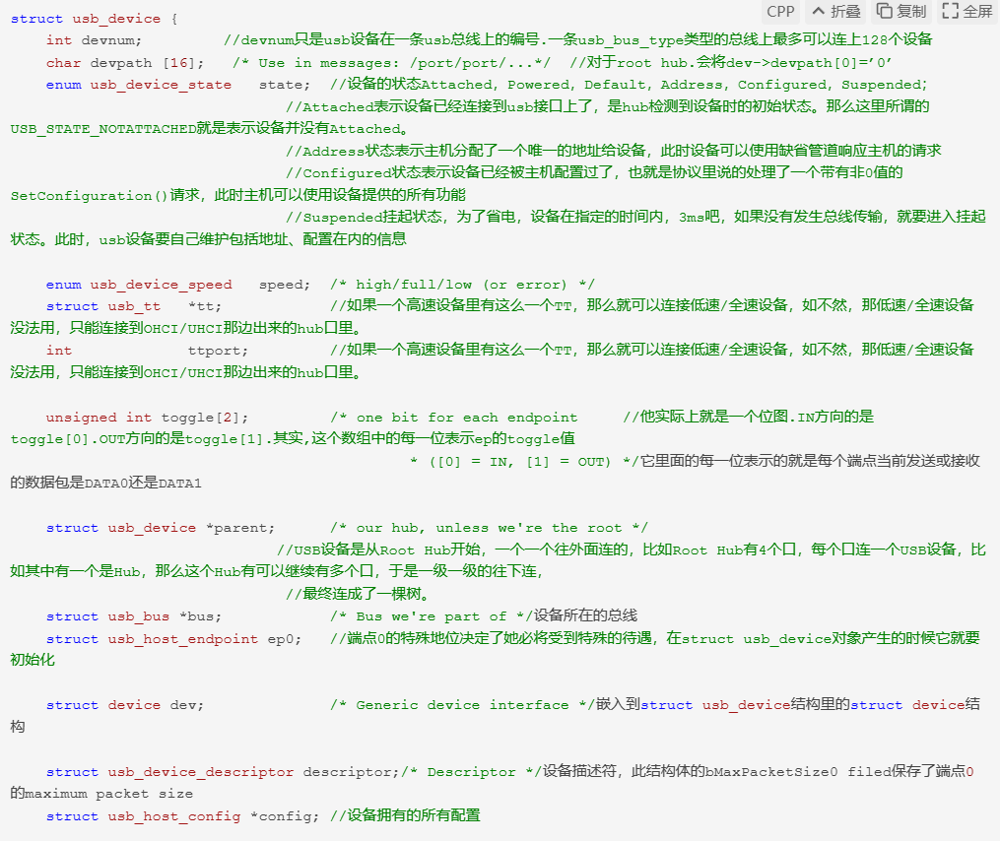 CPP 折叠 复制 全屏
struct usb_device {
int devnum; //devnum只是usb设备在一条usb总线上的编号.一条usb_bus_type类型的总线上最多可以连上128个设备
char devpath [16]; /* Use in messages: /port/port/...*/ //对于root hub.会将dev->devpath[0]=’0’
enum usb_device_state state; //设备的状态Attached, Powered, Default, Address, Configured, Suspended;
//Attached表示设备已经连接到usb接口上了，是hub检测到设备时的初始状态。那么这里所谓的
USB_STATE_NOTATTACHED就是表示设备并没有Attached。
//Address状态表示主机分配了一个唯一的地址给设备，此时设备可以使用缺省管道响应主机的请求
//Configured状态表示设备已经被主机配置过了，也就是协议里说的处理了一个带有非0值的
SetConfiguration()请求，此时主机可以使用设备提供的所有功能
//Suspended挂起状态，为了省电，设备在指定的时间内，3ms吧，如果没有发生总线传输，就要进入挂起
状态。此时，usb设备要自己维护包括地址、配置在内的信息
enum usb_device_speed speed; /* high/full/low (or error) */
struct usb_tt *tt; //如果一个高速设备里有这么一个TT，那么就可以连接低速/全速设备，如不然，那低速/全速设备
没法用，只能连接到OHCI/UHCI那边出来的hub口里。
int ttport; //如果一个高速设备里有这么一个TT，那么就可以连接低速/全速设备，如不然，那低速/全速设备
没法用，只能连接到OHCI/UHCI那边出来的hub口里。
unsigned int toggle[2]; /* one bit for each endpoint //他实际上就是一个位图.IN方向的是
toggle[0].OUT方向的是toggle[1].其实,这个数组中的每一位表示ep的toggle值
* ([0] = IN, [1] = OUT) */它里面的每一位表示的就是每个端点当前发送或接收
的数据包是DATA0还是DATA1
struct usb_device *parent; /* our hub, unless we're the root */
//USB设备是从Root Hub开始，一个一个往外面连的，比如Root Hub有4个口，每个口连一个USB设备，比
如其中有一个是Hub，那么这个Hub有可以继续有多个口，于是一级一级的往下连，
//最终连成了一棵树。
struct usb_bus *bus; /* Bus we're part of */设备所在的总线
struct usb_host_endpoint ep0; //端点0的特殊地位决定了她必将受到特殊的待遇，在struct usb_device对象产生的时候它就要
初始化
struct device dev; /* Generic device interface */嵌入到struct usb_device结构里的struct device结
构
struct usb_device_descriptor descriptor;/* Descriptor */设备描述符，此结构体的bMaxPacketSize0 filed保存了端点0
的maximum packet size
struct usb_host_config *config; //设备拥有的所有配置